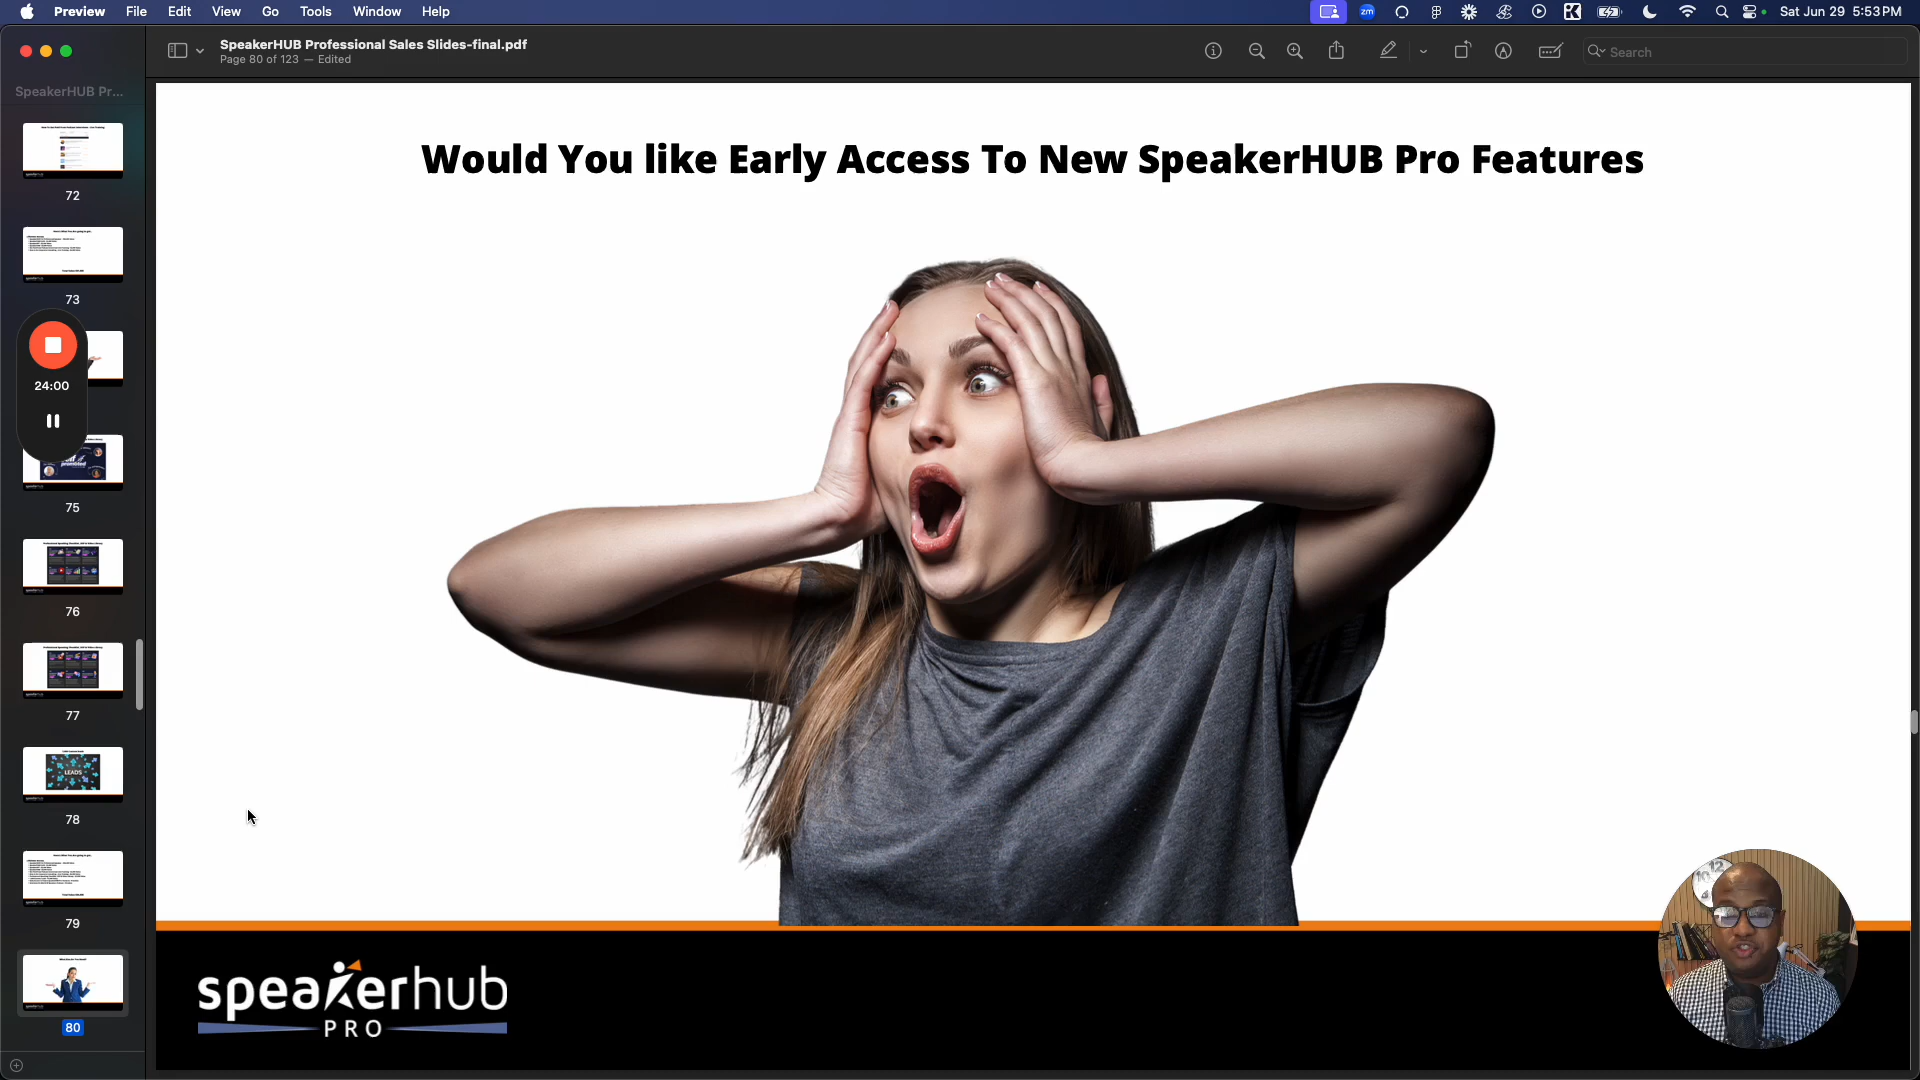 Preview File Edit View Go Tools Window Help
zm
Sat Jun 29 5:53 PM
SpeakerHUB Professional Sales Slides-final.pdf
Page 80 of 123 — Edited
Search
SpeakerHUB Pr...
72
73
24:00
75
76
77
LEADS
78
79
80
Would You like Early Access To New SpeakerHUB Pro Features
speakerhub
PRO